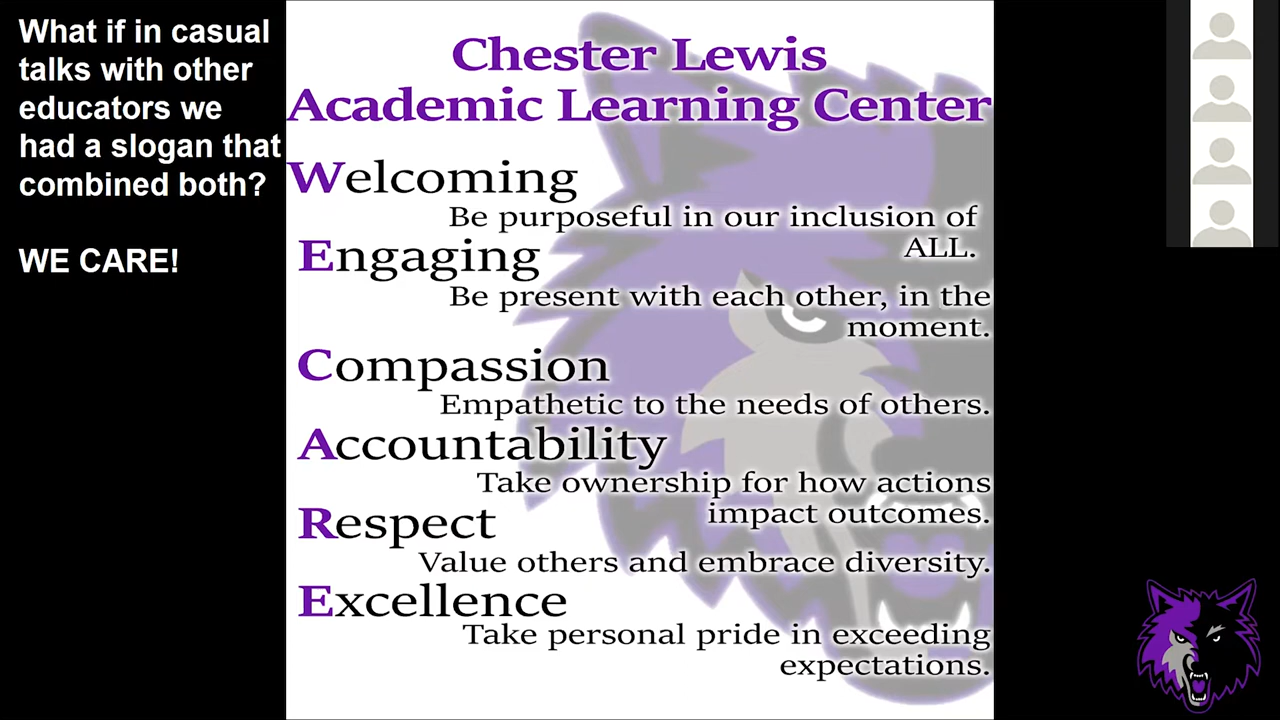 What if in casual
talks with other
educators we
had a slogan that
combined both?
WE CARE!
Chester Lewis
Academic Learning Center
Welcoming
Be purposeful in our inclusion of
ALL.
Engaging
Be present with each other, in the
moment.
Compassion
Empathetic to the needs of others.
Accountability
Take ownership for how actions
impact outcomes.
Respect
Value others and embrace diversity.
Excellence
Take personal pride in exceeding
expectations.